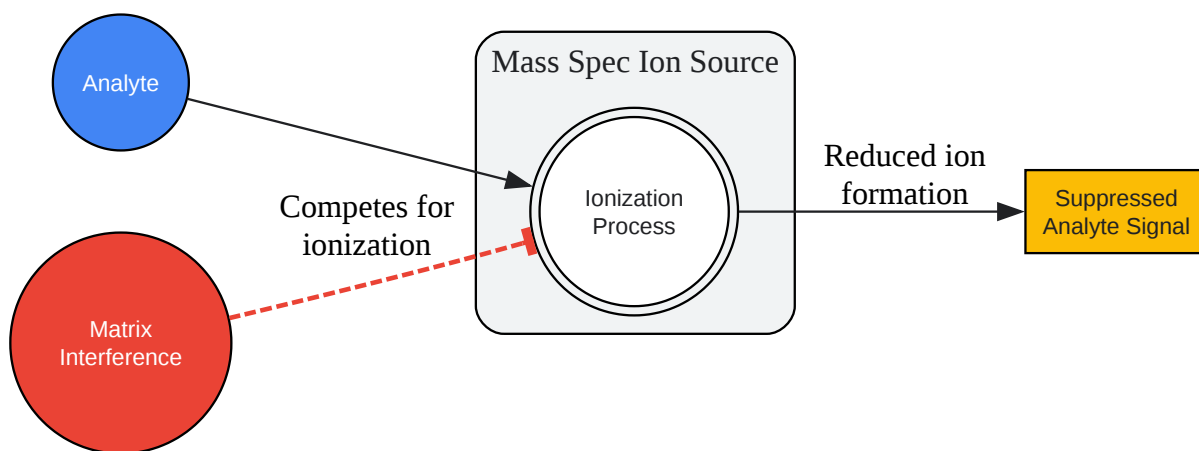 Analyte
Mass Spec Ion Source
Competes for
ionization
Ionization
Process
Reduced ion
formation
Suppressed
Analyte Signal
Matrix
Interference